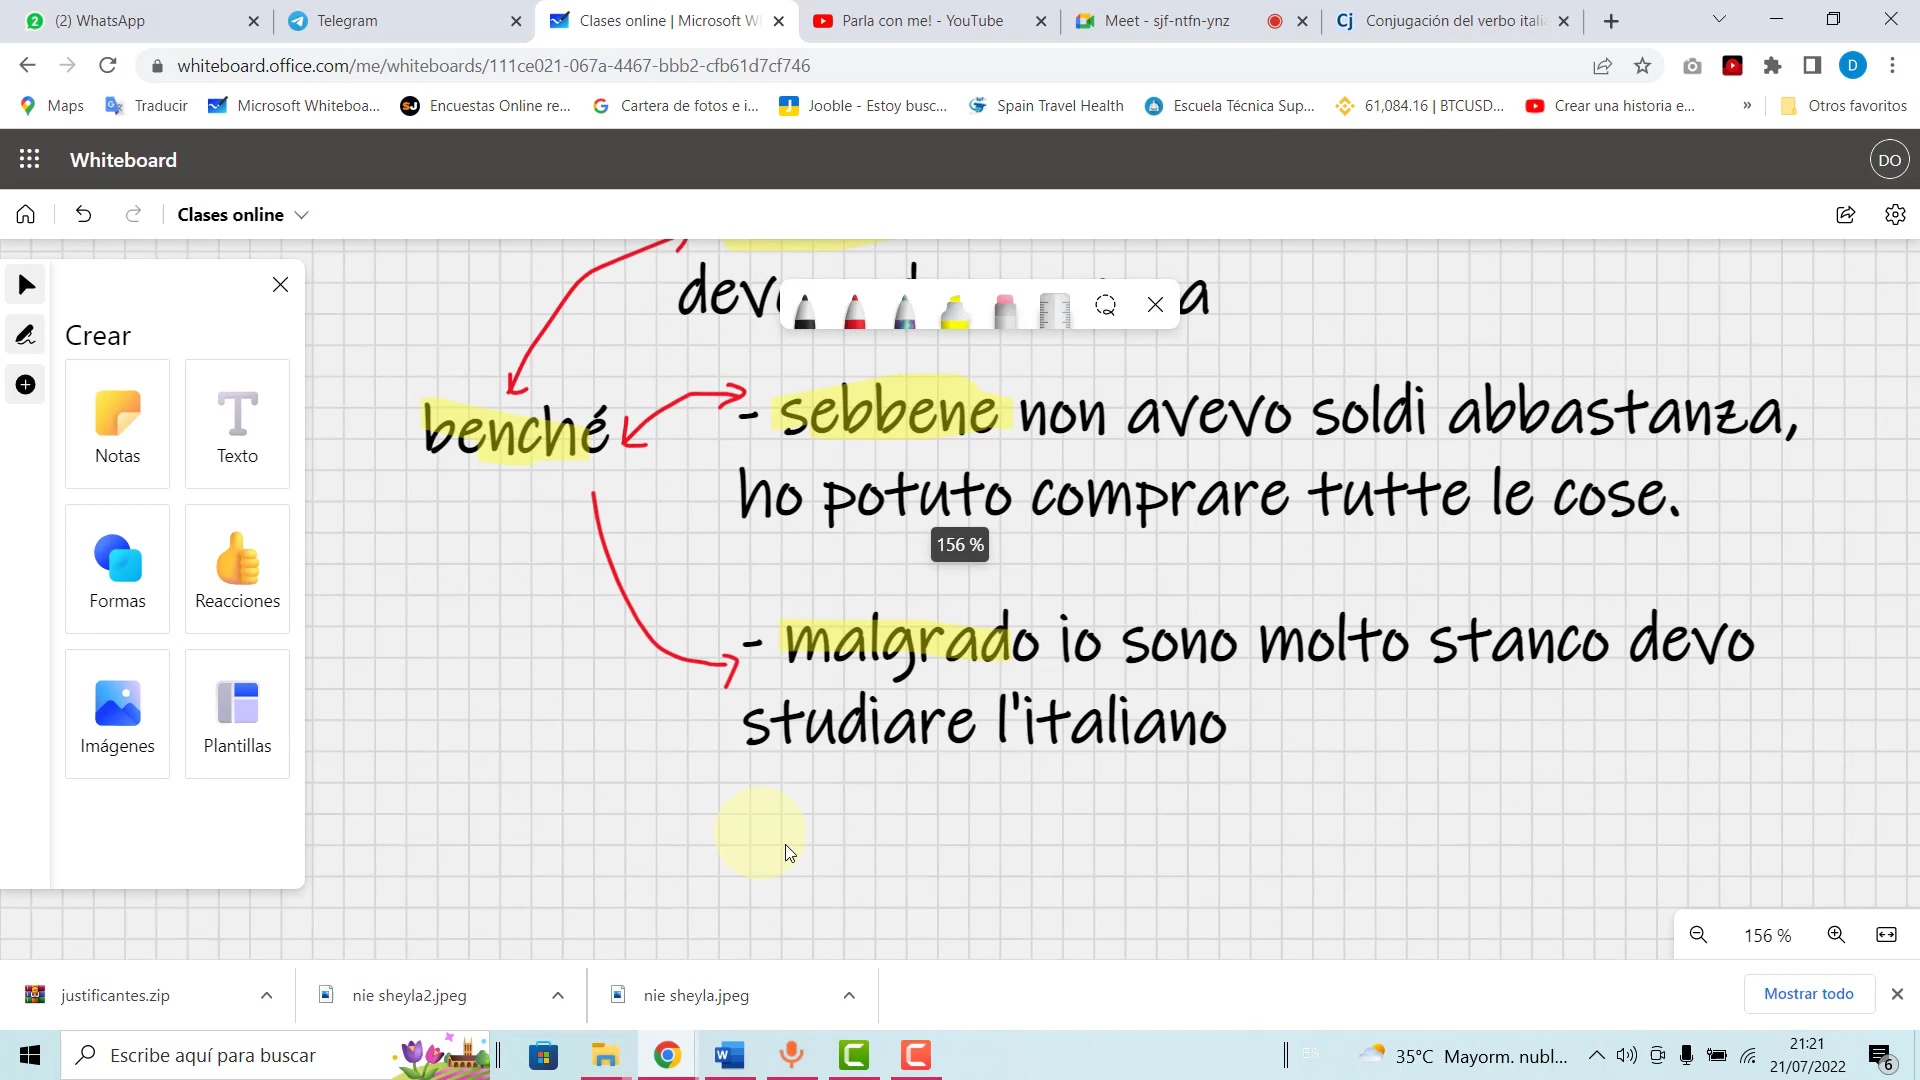 (2) WhatsApp
Telegram
Clases online | Microsoft W
Parla con me! - YouTube
Meet - sjf-ntfn-ynz
Conjugación del verbo itali
whiteboard.office.com/me/whiteboards/111ce021-067a-4467-bbb2-cfb61d7cf746
D
Maps
Traducir
Microsoft Whiteboa...
Encuestas Online re...
Cartera de fotos e i...
Jooble - Estoy busc...
Spain Travel Health
Escuela Técnica Sup...
61,084.16 | BTCUSD...
Crear una historia e...
»
Otros favoritos
Whiteboard
DO
Clases online
Crear
Notas
Texto
Formas
Reacciones
Imágenes
Plantillas
benché
- sebbene non avevo soldi abbastanza,
ho potuto comprare tutte le cose.
156 %
- malgrado io sono molto stanco devo
studiare l'italiano
156 %
justificantes.zip
nie sheyla2.jpeg
nie sheyla.jpeg
Mostrar todo
Escribe aquí para buscar
35°C Mayorm. nubl...
21:21
21/07/2022
6